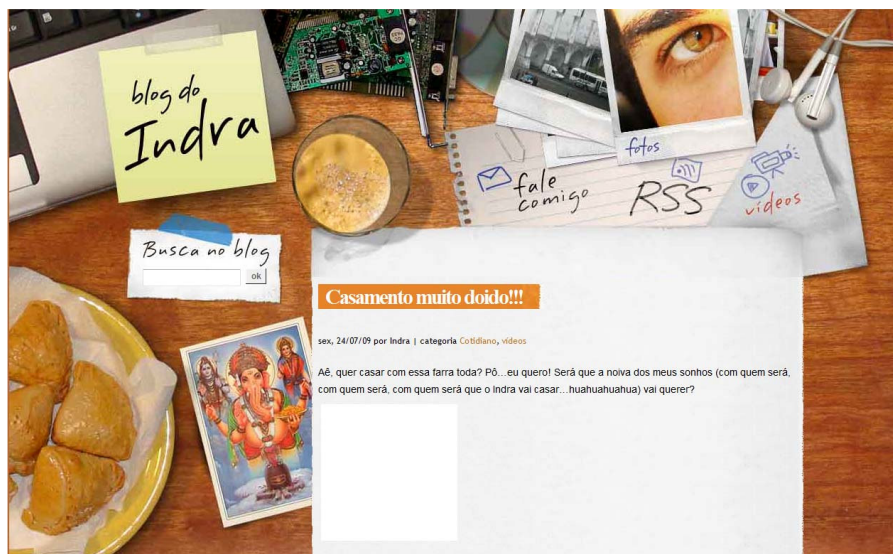 blog do
Indra
fotos
fale
comigo
RSS
vídeos
Busca no blog
ok
Casamento muito doido!!!
sex, 24/07/09 por Indra | categoria Cotidiano, vídeos
Aê, quer casar com essa farra toda? Pô…eu quero! Será que a noiva dos meus sonhos (com quem será,
com quem será, com quem será que o Indra vai casar…huahuahuahua) vai querer?